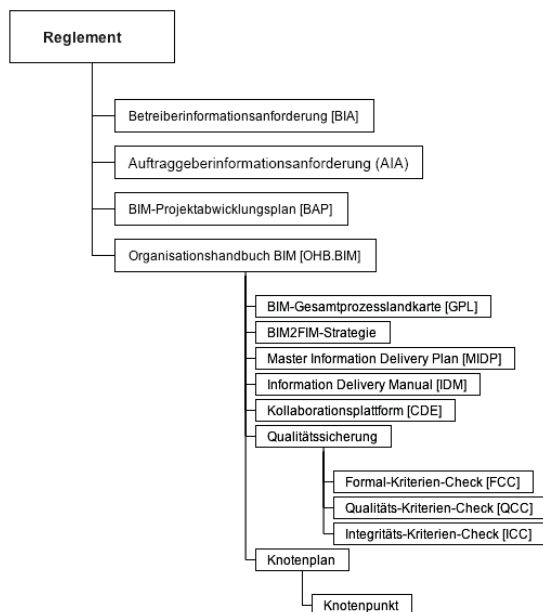 Reglement
Betreiberinformationsanforderung [BIA]
Auftraggeberinformationsanforderung (AIA)
BIM-Projektabwicklungsplan [BAP]
Organisationshandbuch BIM [OHB.BIM]
BIM-Gesamtprozesslandkarte [GPL]
BIM2FIM-Strategie
Master Information Delivery Plan [MIDP]
Information Delivery Manual [IDM]
Kollaborationsplattform [CDE]
Qualitätssicherung
Formal-Kriterien-Check [FCC]
Qualitäts-Kriterien-Check [QCC]
Integritäts-Kriterien-Check [ICC]
Knotenplan
Knotenpunkt